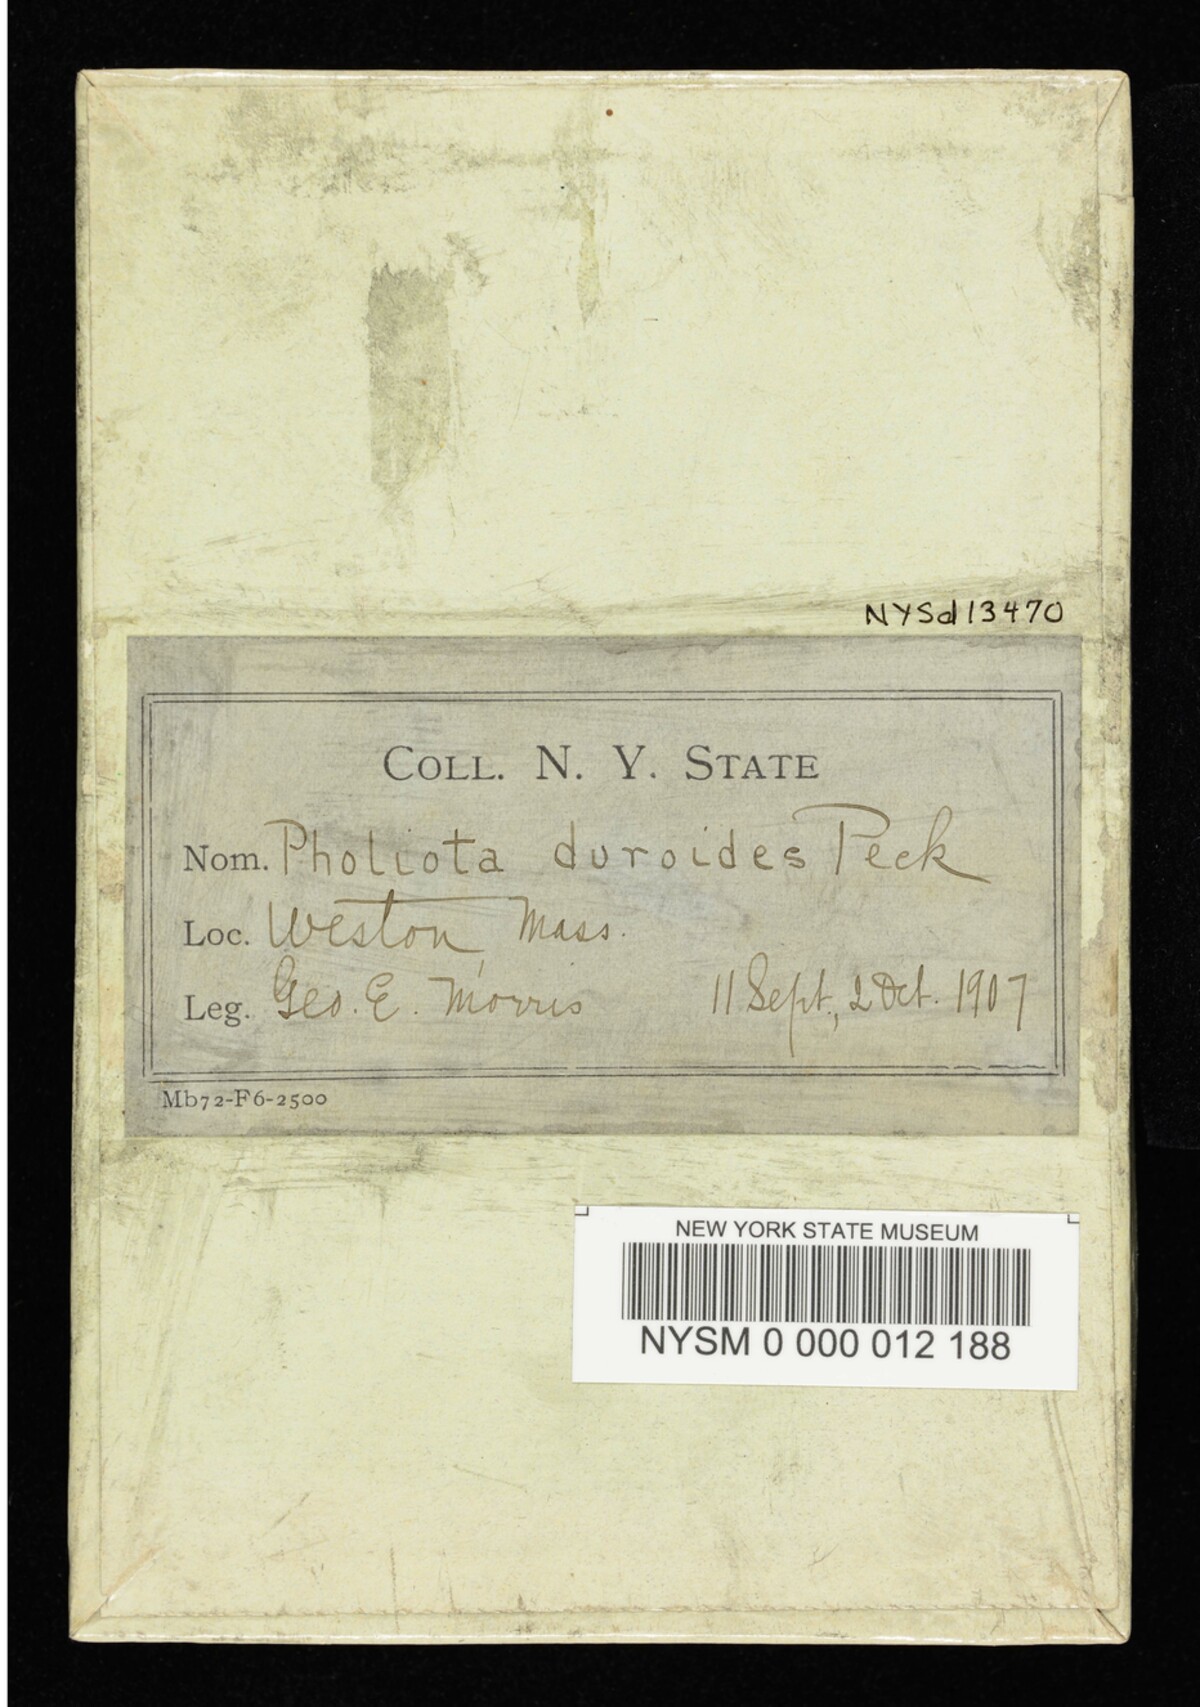 NYSd13470
COLL. N. Y. STATE
Nom. Pholiota duroides Peck
Loc. Weston, Mass.
Leg. Geo. E. Morris 11 Sept., 2 Oct. 1907
Mb72-F6-2500
NEW YORK STATE MUSEUM
NYSM 0 000 012 188